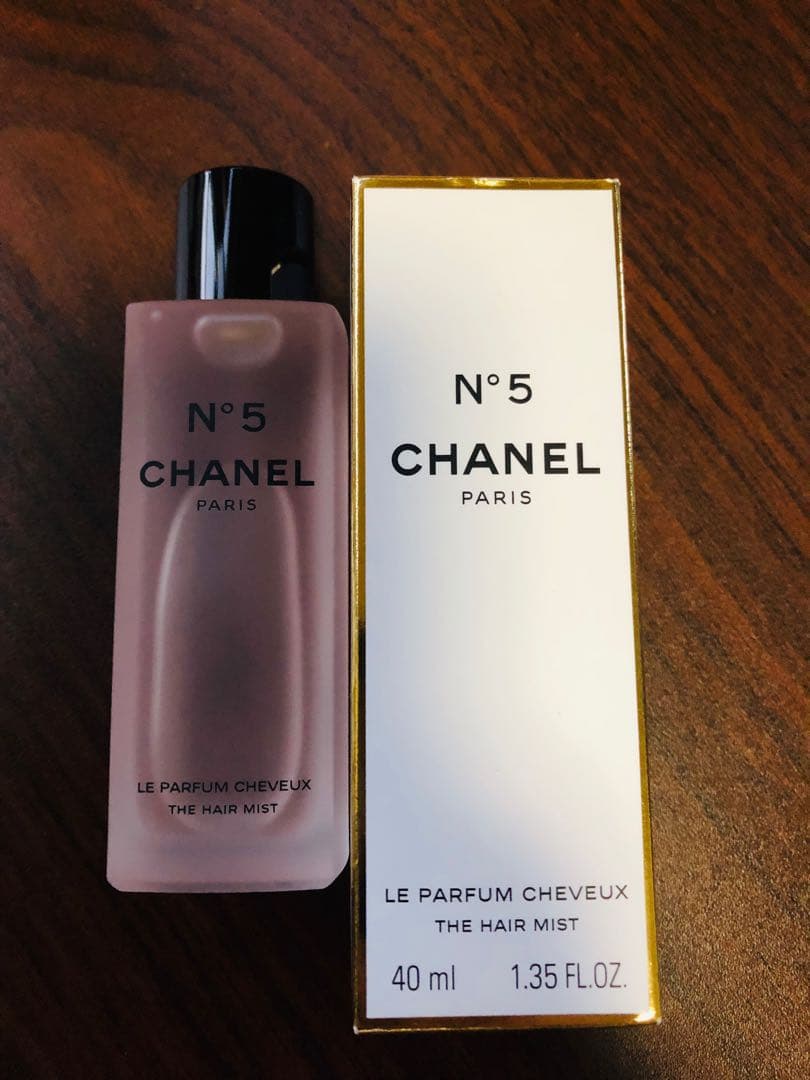 N°5
CHANEL
PARIS
LE PARFUM CHEVEUX
THE HAIR MIST
N°5
CHANEL
PARIS
LE PARFUM CHEVEUX
THE HAIR MIST
40 ml 1.35 FL.OZ.